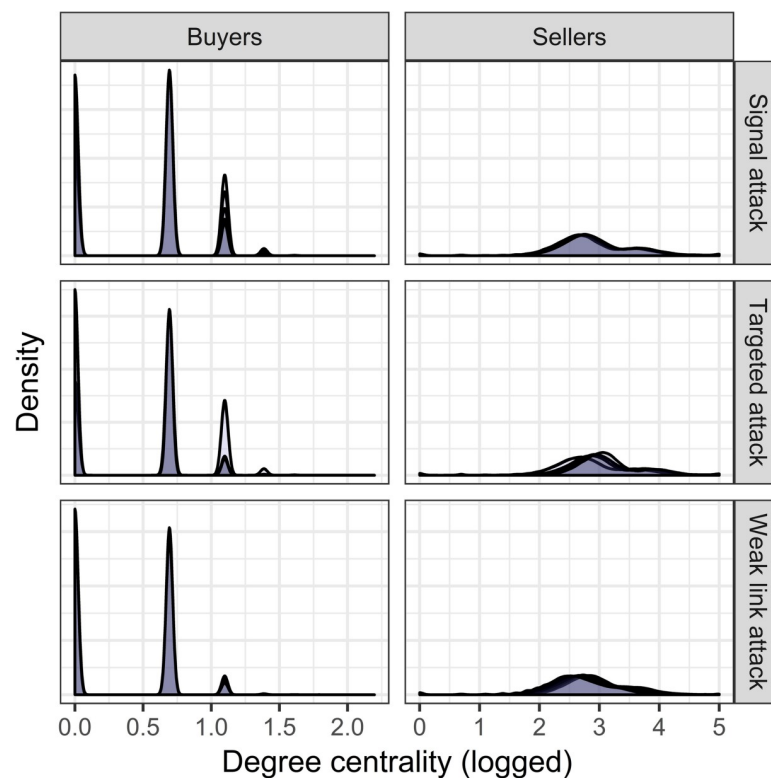 Buyers
Sellers
Signal attack
Targeted attack
Weak link attack
Density
0.0 0.5 1.0 1.5 2.0
0 1 2 3 4 5
Degree centrality (logged)